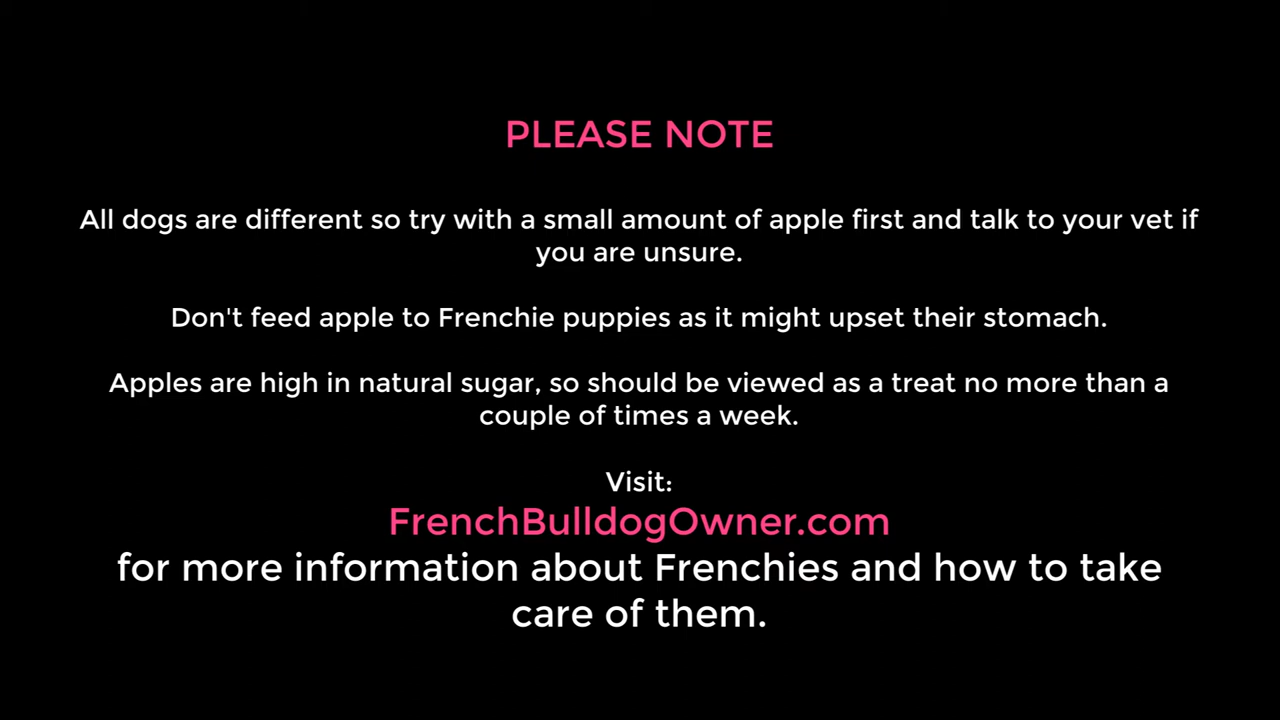 PLEASE NOTE
All dogs are different so try with a small amount of apple first and talk to your vet if
you are unsure.
Don't feed apple to Frenchie puppies as it might upset their stomach.
Apples are high in natural sugar, so should be viewed as a treat no more than a
couple of times a week.
Visit:
FrenchBulldogOwner.com
for more information about Frenchies and how to take
care of them.